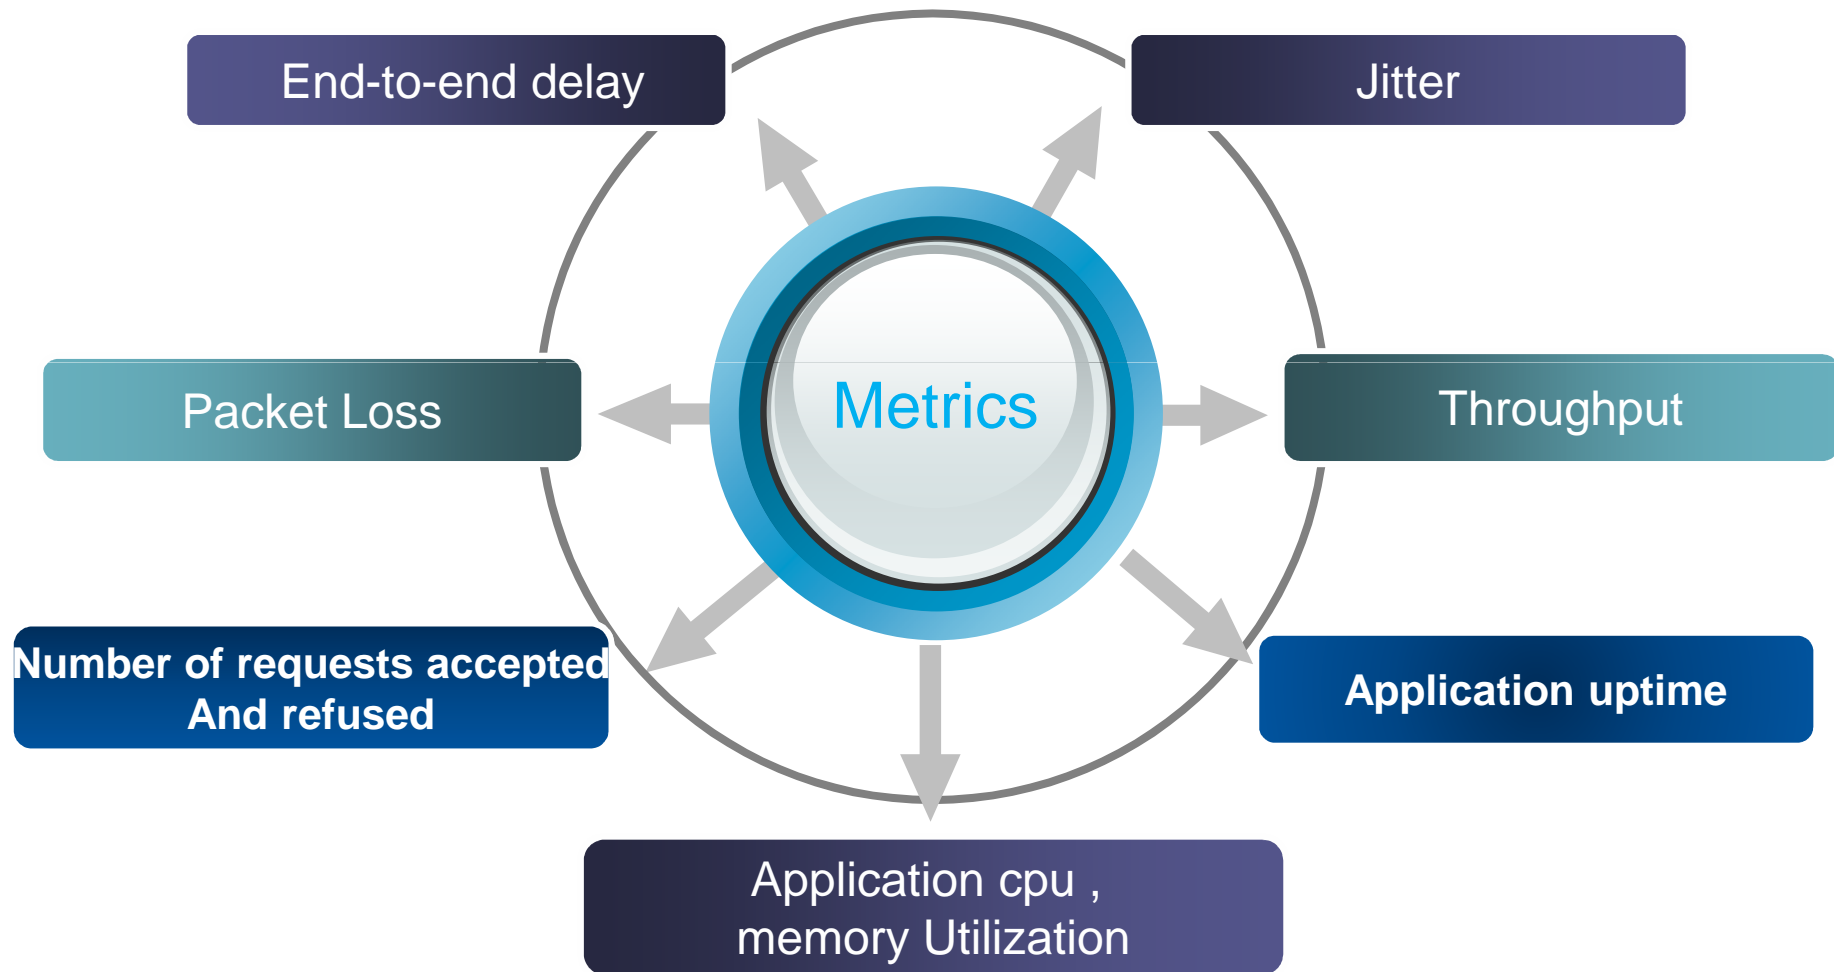 End-to-end delay
Jitter
Packet Loss
Metrics
Throughput
Number of requests accepted
And refused
Application uptime
Application cpu ,
memory Utilization